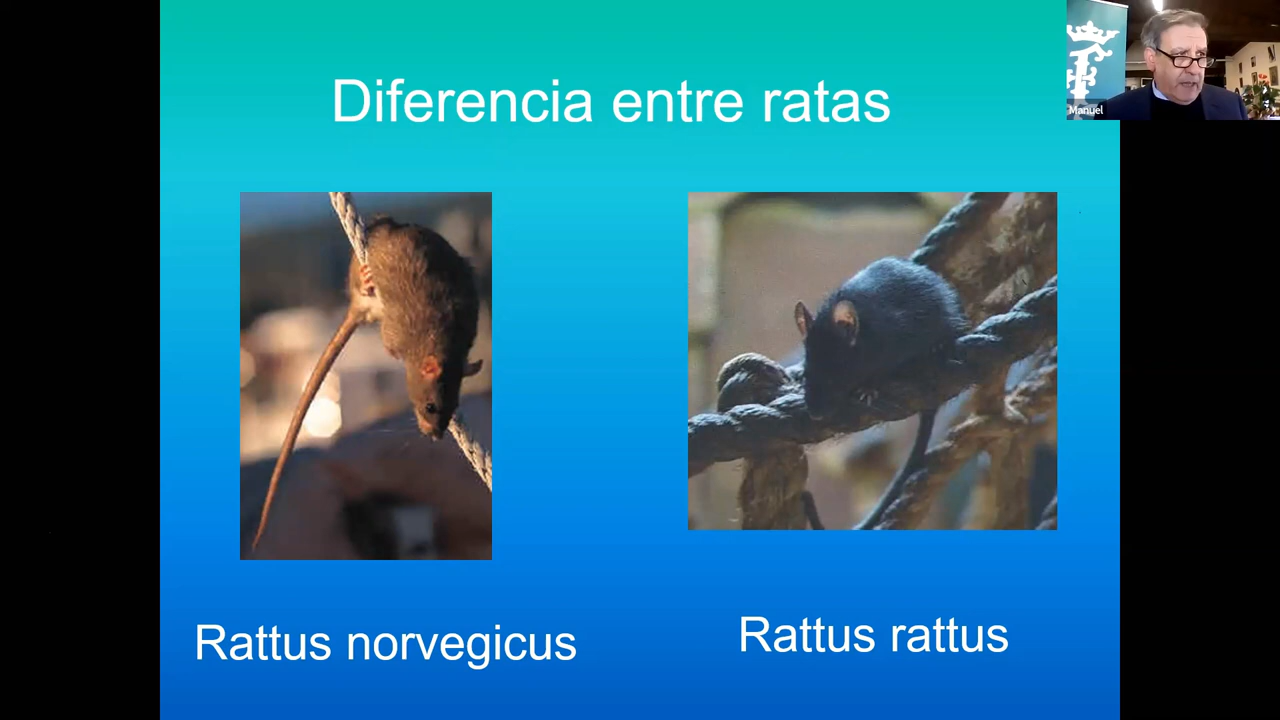 Diferencia entre ratas
Manuel
Rattus norvegicus
Rattus rattus